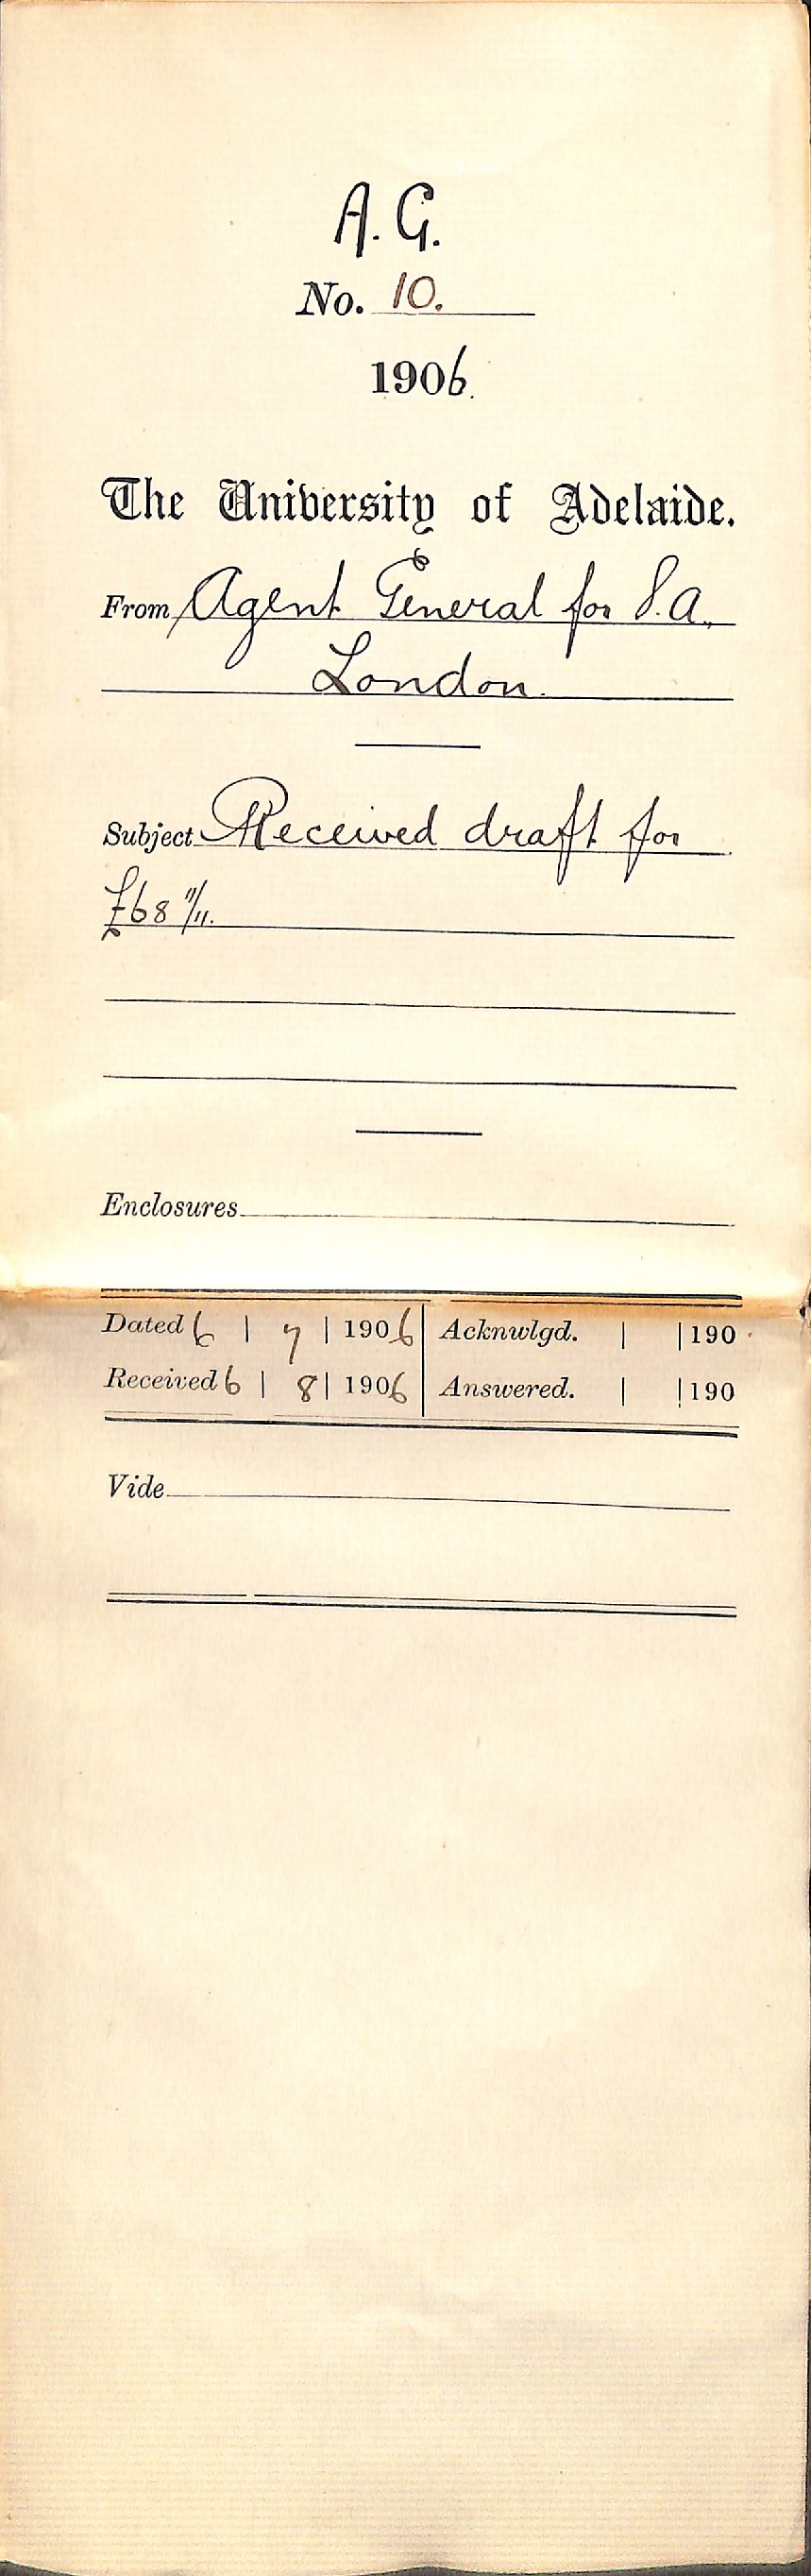 A. G.
No. 10.
1906.
The University of Adelaide.
From Agent General for S.A.,
London.
Subject Received draft for
£68 11/11.
Enclosures
Dated 6 | 7 | 1906 | Acknwlgd. | | 190
Received 6 | 8 | 1906 | Answered. | | 190
Vide